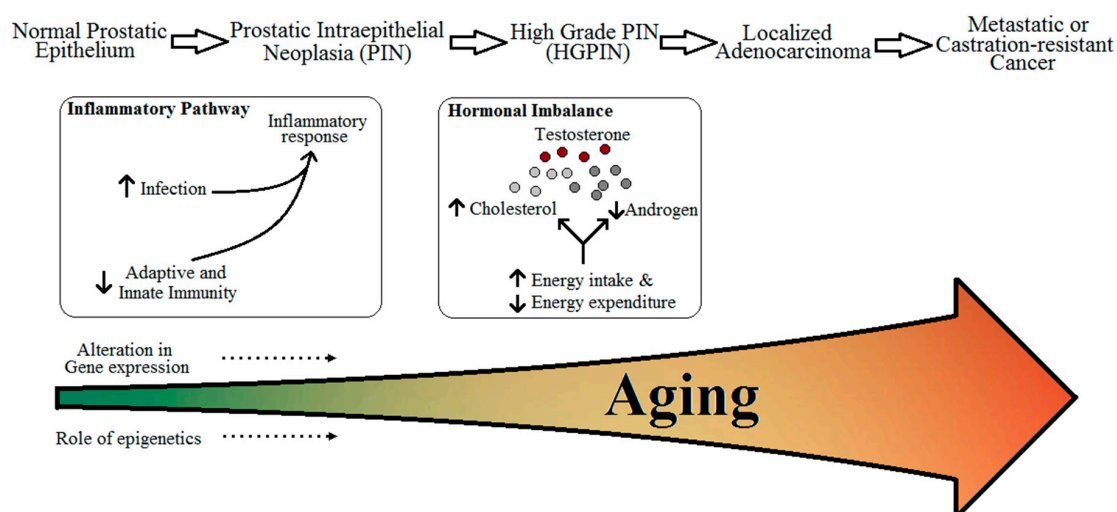 Normal Prostatic
Epithelium
Prostatic Intraepithelial
Neoplasia (PIN)
High Grade PIN
(HGPIN)
Localized
Adenocarcinoma
Metastatic or
Castration-resistant
Cancer
Inflammatory Pathway
Inflammatory
response
Infection
Adaptive and
Innate Immunity
Hormonal Imbalance
Testosterone
Cholesterol
Androgen
Energy intake &
Energy expenditure
Alteration in
Gene expression
Aging
Role of epigenetics